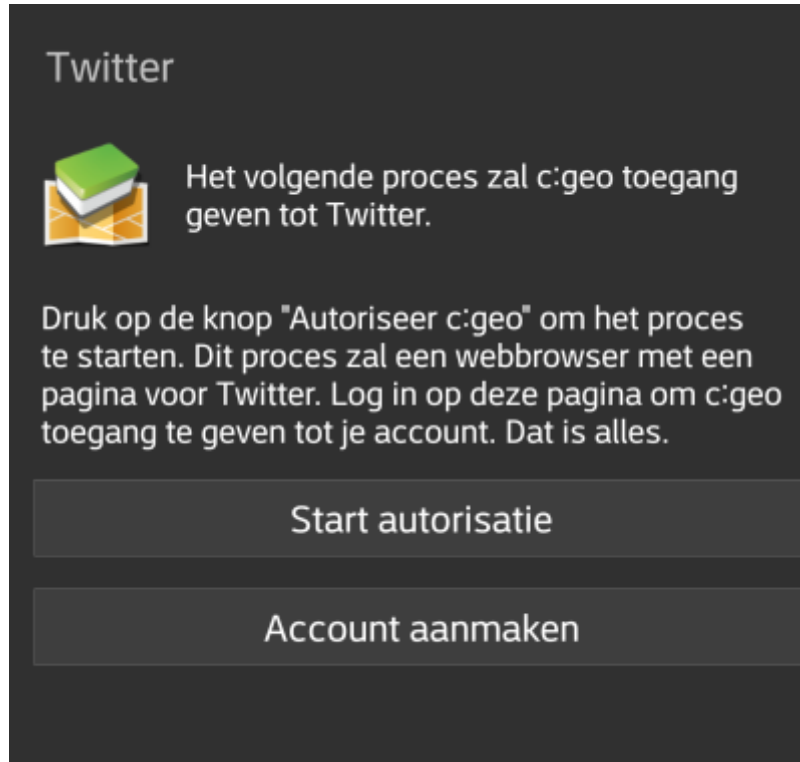 Twitter
Het volgende proces zal c:geo toegang
geven tot Twitter.
Druk op de knop "Autoriseer c:geo" om het proces
te starten. Dit proces zal een webbrowser met een
pagina voor Twitter. Log in op deze pagina om c:geo
toegang te geven tot je account. Dat is alles.
Start autorisatie
Account aanmaken